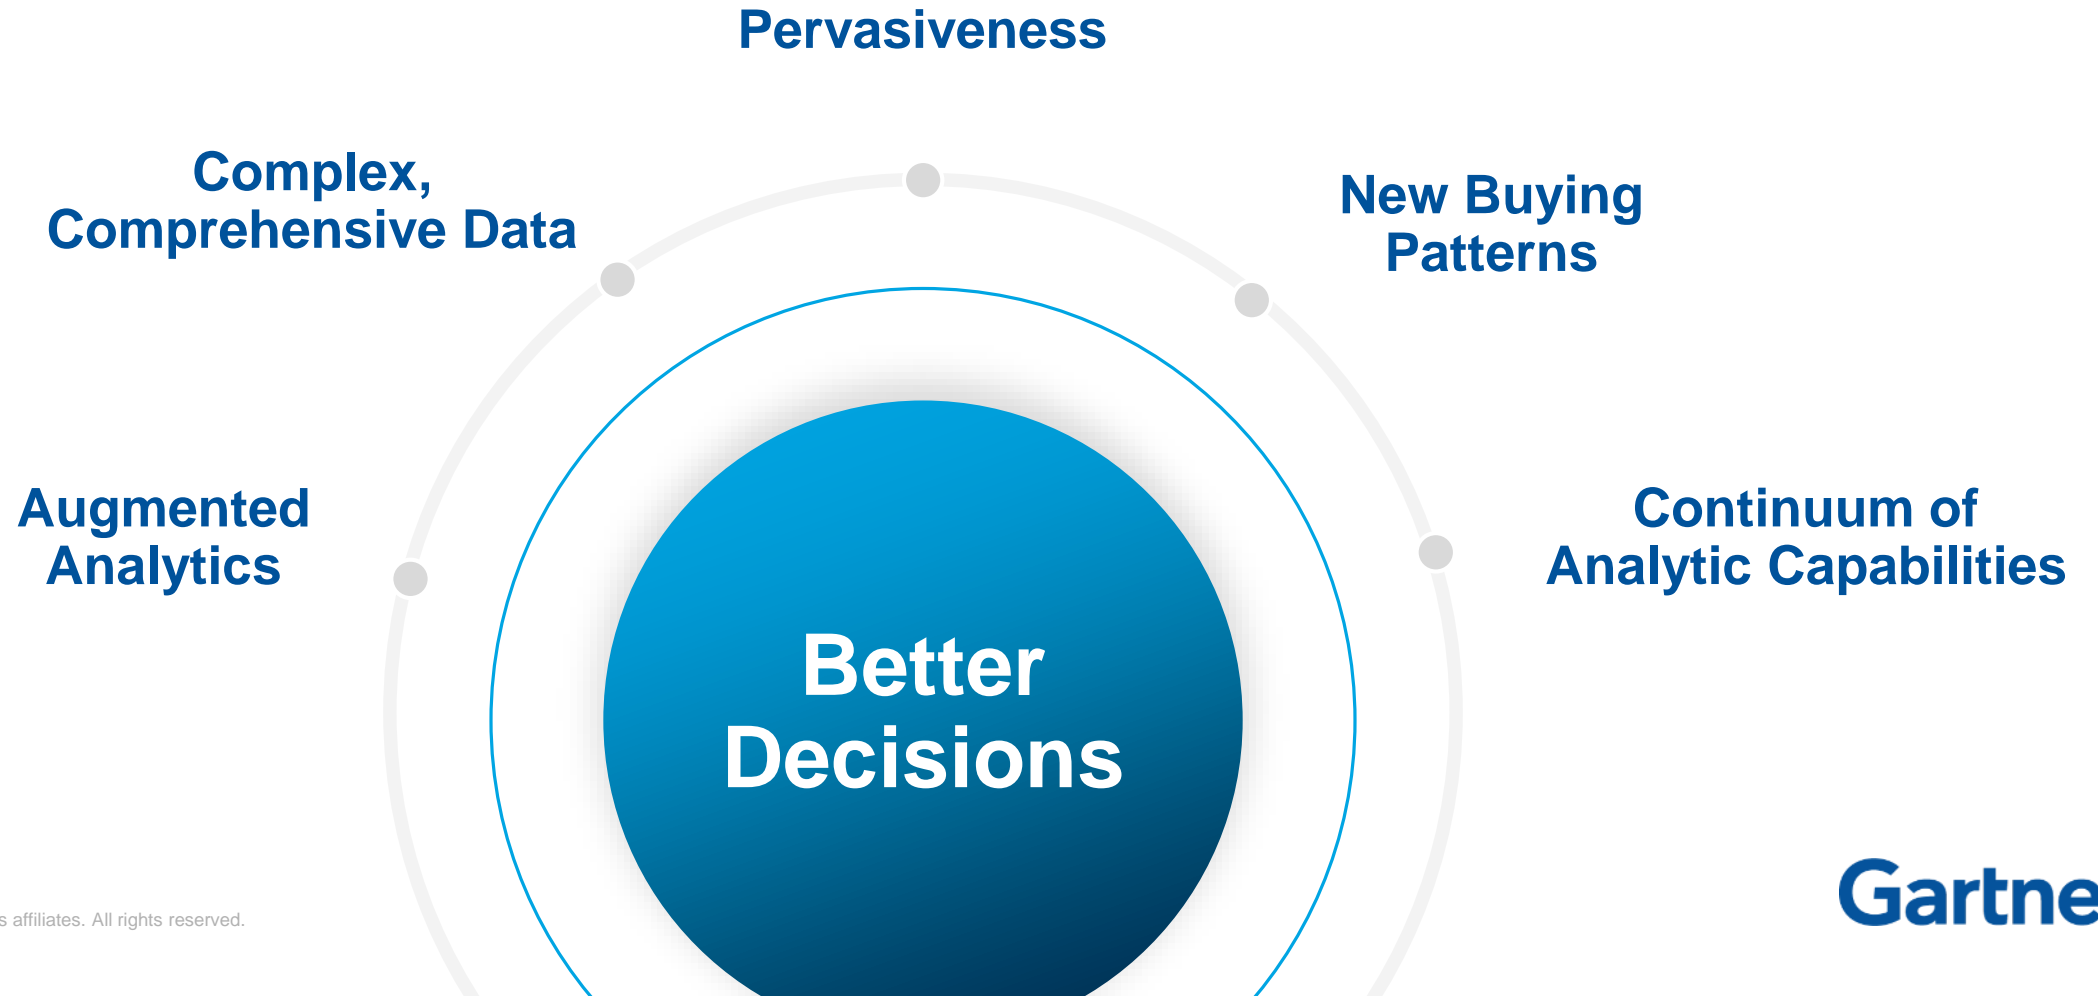 Pervasiveness
Complex,
Comprehensive Data
New Buying
Patterns
Augmented
Analytics
Continuum of
Analytic Capabilities
Better
Decisions
s affiliates. All rights reserved.
Gartne